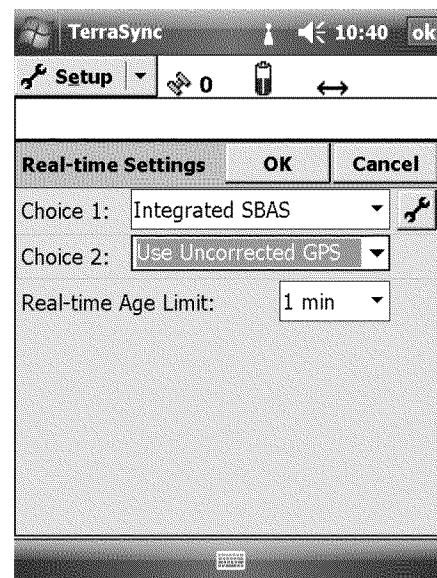 TerraSync 10:40 ok
Setup 0
Real-time Settings OK Cancel
Choice 1: Integrated SBAS
Choice 2: Use Uncorrected GPS
Real-time Age Limit: 1 min